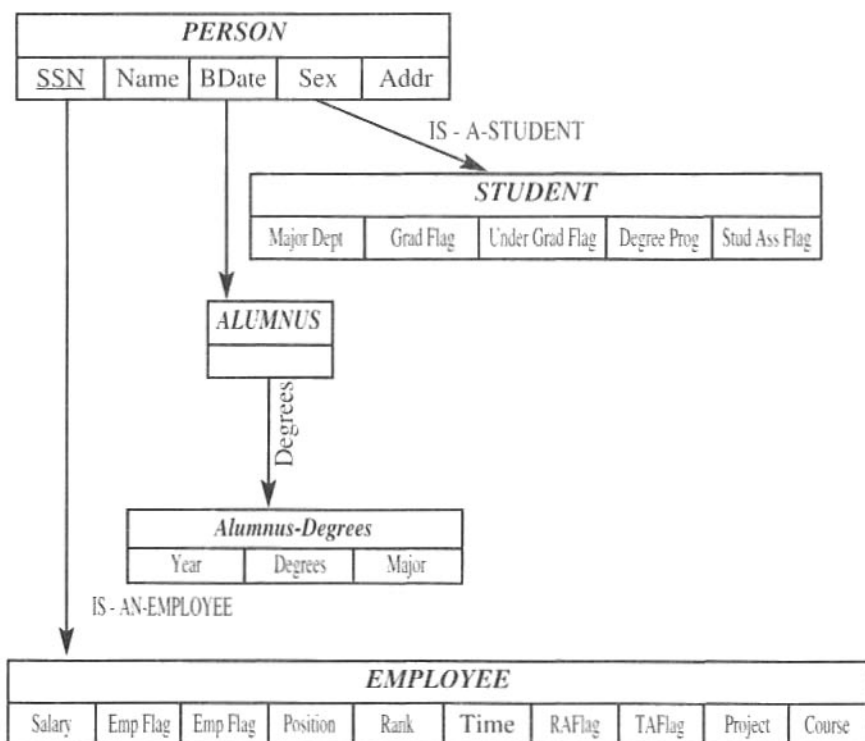 PERSON
SSN Name BDate Sex Addr
IS - A-STUDENT
STUDENT
Major Dept Grad Flag Under Grad Flag Degree Prog Stud Ass Flag
ALUMNUS
Degrees
Alumnus-Degrees
Year Degrees Major
IS - AN-EMPLOYEE
EMPLOYEE
Salary Emp Flag Emp Flag Position Rank Time RAFlag TAFlag Project Course